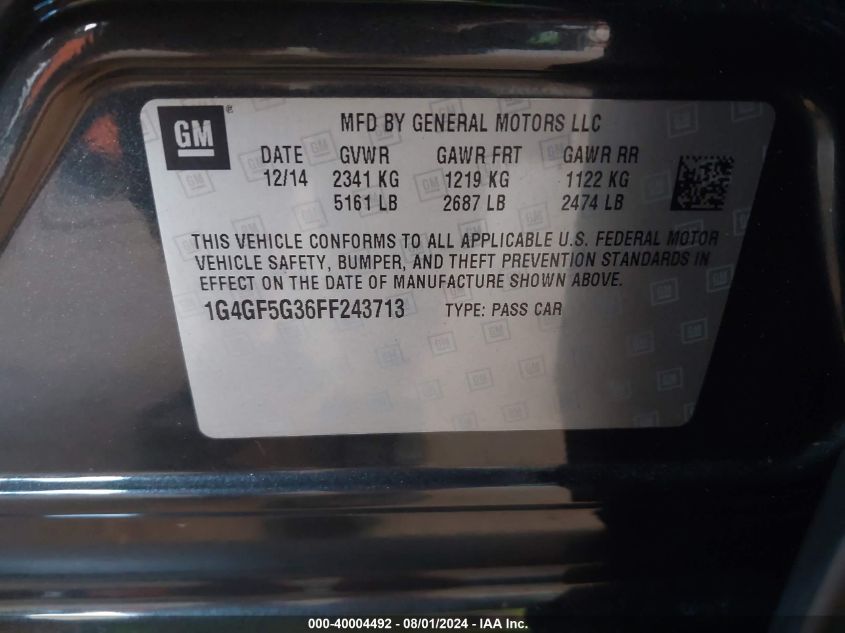 GM ® MFD BY GENERAL MOTORS LLC
DATE GVWR GAWR FRT GAWR RR
12/14 2341 KG 1219 KG 1122 KG
5161 LB 2687 LB 2474 LB
THIS VEHICLE CONFORMS TO ALL APPLICABLE U.S. FEDERAL MOTOR
VEHICLE SAFETY, BUMPER, AND THEFT PREVENTION STANDARDS IN
EFFECT ON THE DATE OF MANUFACTURE SHOWN ABOVE.
1G4GF5G36FF243713 TYPE: PASS CAR
000-40004492 - 08/01/2024 - IAA Inc.